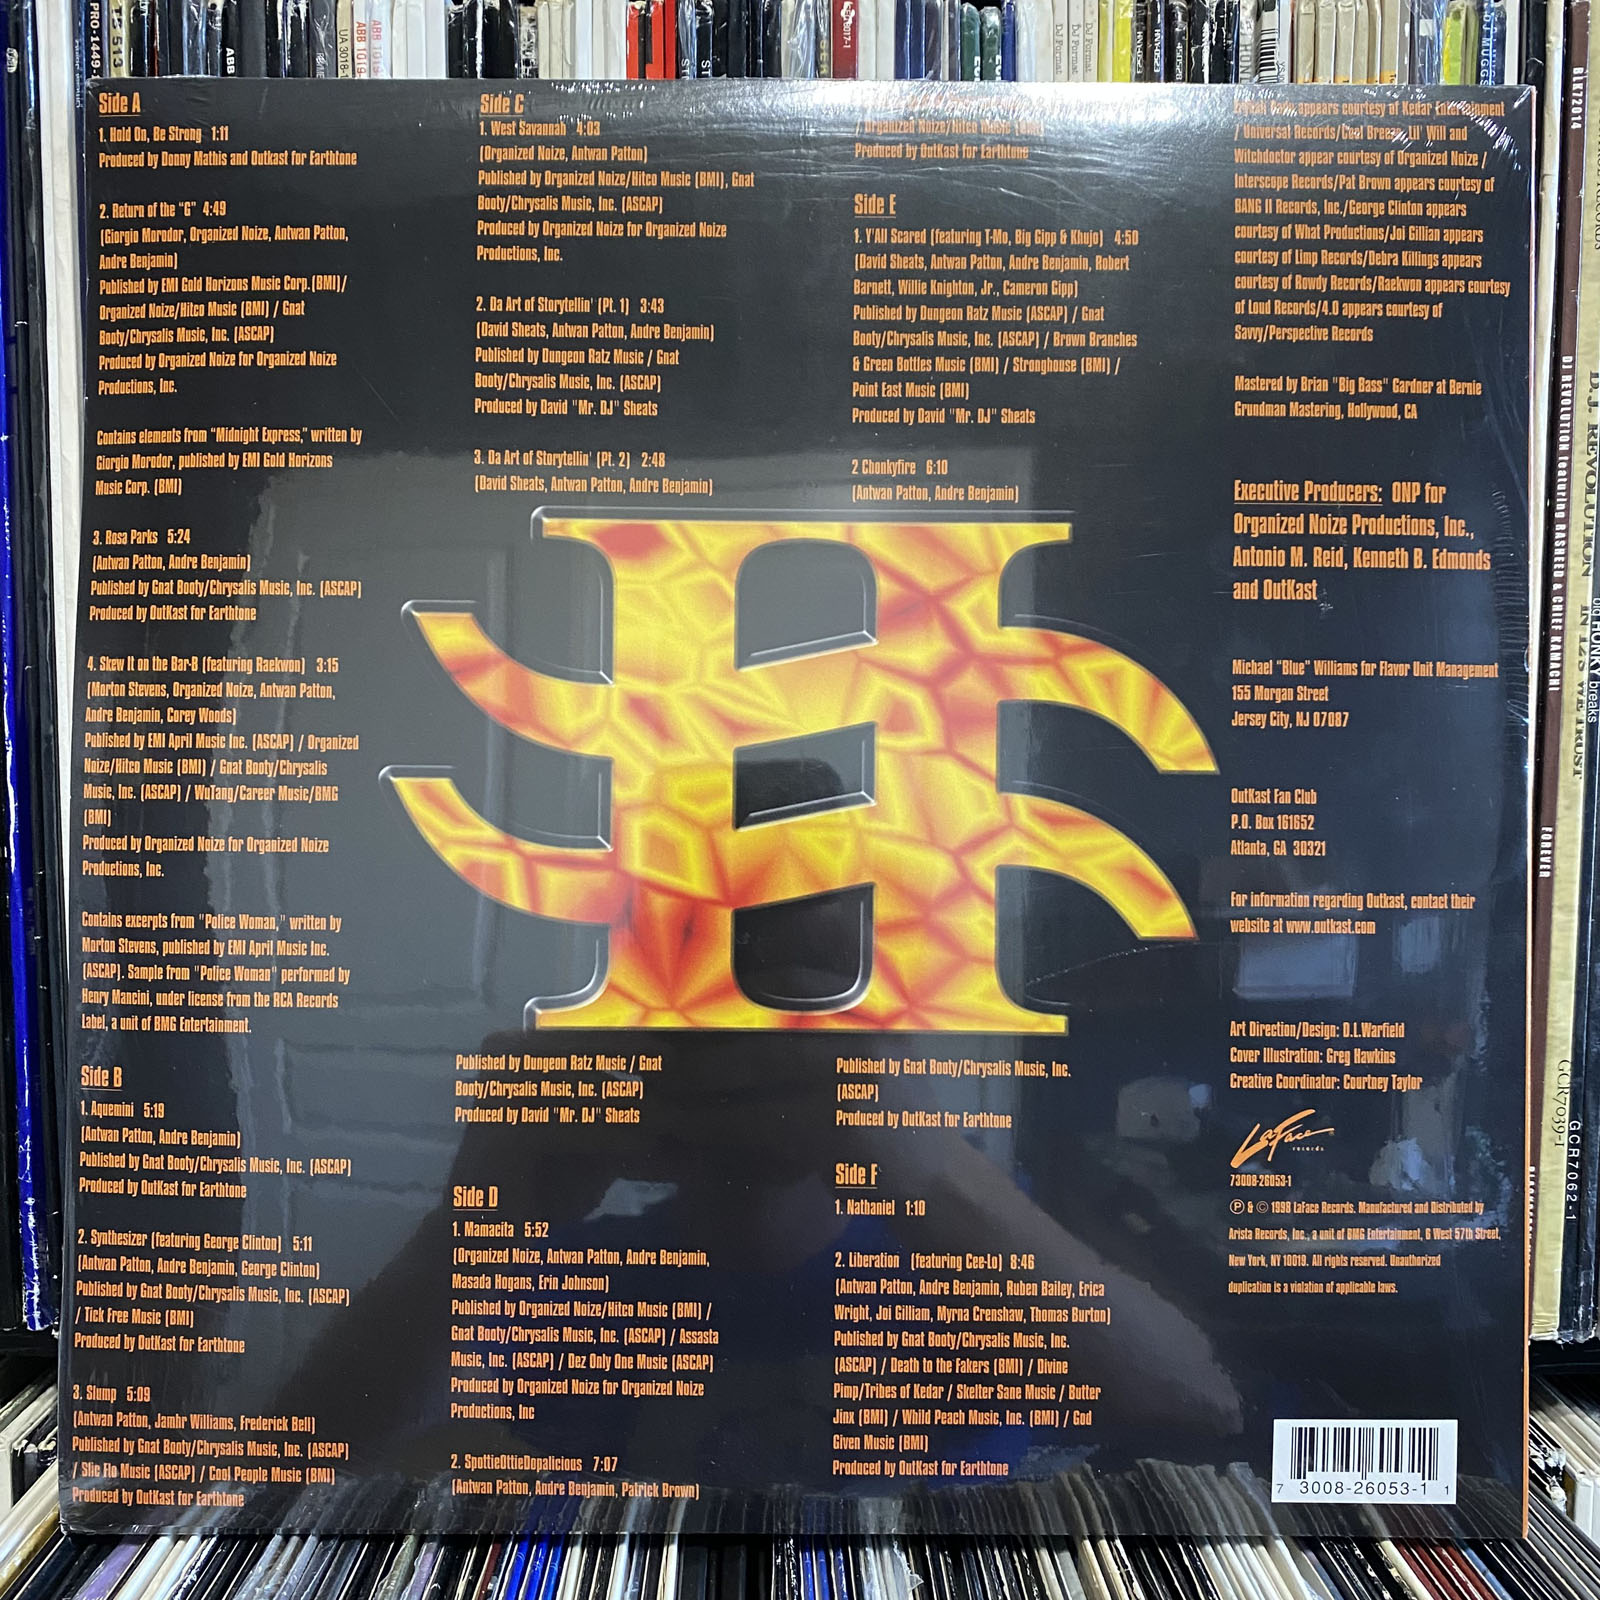 Side A
1. Hold On, Be Strong 1:11
Produced by Donny Mathis and Outkast for Earthtone
2. Return of the "G" 4:49
(Giorgio Morodor, Organized Noize, Antwan Patton,
Andre Benjamin)
Published by EMI Gold Horizons Music Corp.(BMI)/
Organized Noize/Hitco Music (BMI) / Gnat
Booty/Chrysalis Music, Inc. (ASCAP)
Produced by Organized Noize for Organized Noize
Productions, Inc.
Contains elements from "Midnight Express," written by
Giorgio Morodor, published by EMI Gold Horizons
Music Corp. (BMI)
3. Rosa Parks 5:24
(Antwan Patton, Andre Benjamin)
Published by Gnat Booty/Chrysalis Music, Inc. (ASCAP)
Produced by OutKast for Earthtone
4. Skew It on the Bar-B (featuring Raekwon) 3:15
(Morton Stevens, Organized Noize, Antwan Patton,
Andre Benjamin, Corey Woods)
Published by EMI April Music Inc. (ASCAP) / Organized
Noize/Hitco Music (BMI) / Gnat Booty/Chrysalis
Music, Inc. (ASCAP) / WuTang/Career Music/BMG
(BMI)
Produced by Organized Noize for Organized Noize
Productions, Inc.
Contains excerpts from "Police Woman," written by
Morton Stevens, published by EMI April Music Inc.
(ASCAP). Sample from "Police Woman" performed by
Henry Mancini, under license from the RCA Records
Label, a unit of BMG Entertainment.
Side B
1. Aquemini 5:19
(Antwan Patton, Andre Benjamin)
Published by Gnat Booty/Chrysalis Music, Inc. (ASCAP)
Produced by OutKast for Earthtone
2. Synthesizer (featuring George Clinton) 5:11
(Antwan Patton, Andre Benjamin, George Clinton)
Published by Gnat Booty/Chrysalis Music, Inc. (ASCAP)
/ Tick Free Music (BMI)
Produced by OutKast for Earthtone
3. Slump 5:09
(Antwan Patton, Jamhr Williams, Frederick Bell)
Published by Gnat Booty/Chrysalis Music, Inc. (ASCAP)
/ Slic Flo Music (ASCAP) / Cool People Music (BMI)
Produced by OutKast for Earthtone
Side C
1. West Savannah 4:03
(Organized Noize, Antwan Patton)
Published by Organized Noize/Hitco Music (BMI), Gnat
Booty/Chrysalis Music, Inc. (ASCAP)
Produced by Organized Noize for Organized Noize
Productions, Inc.
2. Da Art of Storytellin' (Pt. 1) 3:43
(David Sheats, Antwan Patton, Andre Benjamin)
Published by Dungeon Ratz Music / Gnat
Booty/Chrysalis Music, Inc. (ASCAP)
Produced by David "Mr. DJ" Sheats
3. Da Art of Storytellin' (Pt. 2) 2:48
(David Sheats, Antwan Patton, Andre Benjamin)
Published by Dungeon Ratz Music / Gnat
Booty/Chrysalis Music, Inc. (ASCAP)
Produced by David "Mr. DJ" Sheats
Side D
1. Mamacita 5:52
(Organized Noize, Antwan Patton, Andre Benjamin,
Masada Hogans, Erin Johnson)
Published by Organized Noize/Hitco Music (BMI) /
Gnat Booty/Chrysalis Music, Inc. (ASCAP) / Assasta
Music, Inc. (ASCAP) / Dez Only One Music (ASCAP)
Produced by Organized Noize for Organized Noize
Productions, Inc
2. SpottieOttieDopalicious 7:07
(Antwan Patton, Andre Benjamin, Patrick Brown)
/ Organized Noize/Hitco Music (BMI)
Produced by OutKast for Earthtone
Side E
1. Y'All Scared (featuring T-Mo, Big Gipp & Khujo) 4:50
(David Sheats, Antwan Patton, Andre Benjamin, Robert
Barnett, Willie Knighton, Jr., Cameron Gipp)
Published by Dungeon Ratz Music (ASCAP) / Gnat
Booty/Chrysalis Music, Inc. (ASCAP) / Brown Branches
& Green Bottles Music (BMI) / Stronghouse (BMI) /
Point East Music (BMI)
Produced by David "Mr. DJ" Sheats
2 Chonkyfire 6:10
(Antwan Patton, Andre Benjamin)
Published by Gnat Booty/Chrysalis Music, Inc.
(ASCAP)
Produced by OutKast for Earthtone
Side F
1. Nathaniel 1:10
2. Liberation (featuring Cee-Lo) 8:46
(Antwan Patton, Andre Benjamin, Ruben Bailey, Erica
Wright, Joi Gilliam, Myrna Crenshaw, Thomas Burton)
Published by Gnat Booty/Chrysalis Music, Inc.
(ASCAP) / Death to the Fakers (BMI) / Divine
Pimp/Tribes of Kedar / Skelter Sane Music / Butter
Jinx (BMI) / Whild Peach Music, Inc. (BMI) / God
Given Music (BMI)
Produced by OutKast for Earthtone
appears courtesy of Kedar Entertainment
/ Universal Records/Cool Breeze, Lil' Will and
Witchdoctor appear courtesy of Organized Noize /
Interscope Records/Pat Brown appears courtesy of
BANG II Records, Inc./George Clinton appears
courtesy of What Productions/Joi Gillian appears
courtesy of Limp Records/Debra Killings appears
courtesy of Rowdy Records/Raekwon appears courtesy
of Loud Records/4.0 appears courtesy of
Savvy/Perspective Records
Mastered by Brian "Big Bass" Gardner at Bernie
Grundman Mastering, Hollywood, CA
Executive Producers: ONP for
Organized Noize Productions, Inc.,
Antonio M. Reid, Kenneth B. Edmonds
and OutKast
Michael "Blue" Williams for Flavor Unit Management
155 Morgan Street
Jersey City, NJ 07087
OutKast Fan Club
P.O. Box 161652
Atlanta, GA 30321
For information regarding Outkast, contact their
website at www.outkast.com
Art Direction/Design: D.L.Warfield
Cover Illustration: Greg Hawkins
Creative Coordinator: Courtney Taylor
LaFace
records
73008-26053-1
℗ & © 1998 LaFace Records. Manufactured and Distributed by
Arista Records, Inc., a unit of BMG Entertainment, 6 West 57th Street,
New York, NY 10019. All rights reserved. Unauthorized
duplication is a violation of applicable laws.
7 3008-26053-1 1
BLK72014
DJ REVOLUTION featuring RASHEED & CHIEF KAMACHI
FOREVER
D.J. REVOLUTION IN 12'S WE TRUST
big HONKY breaks
GCR7039-1
GCR7062-1